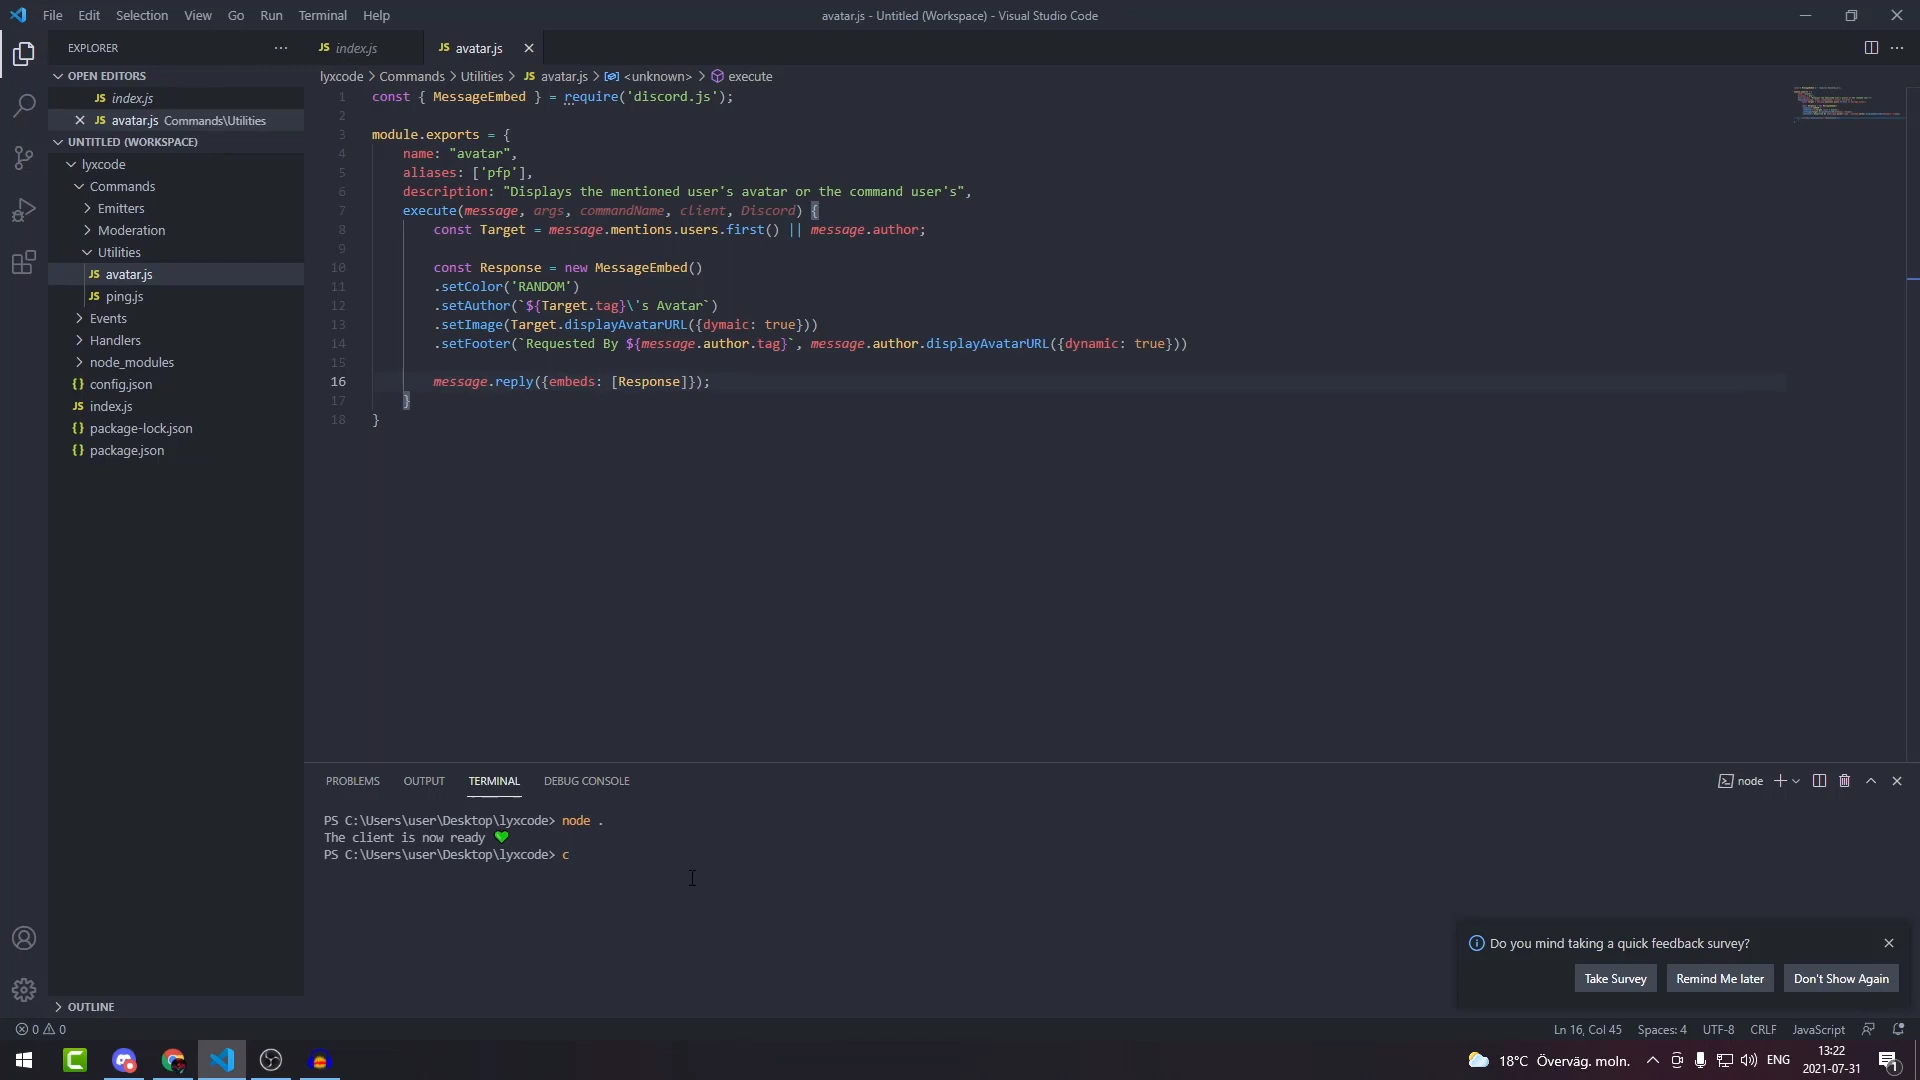 File Edit Selection View Go Run Terminal Help
avatar.js - Untitled (Workspace) - Visual Studio Code
EXPLORER
OPEN EDITORS
JS index.js
JS avatar.js Commands\Utilities
UNTITLED (WORKSPACE)
lyxcode
Commands
Emitters
Moderation
Utilities
JS avatar.js
JS ping.js
Events
Handlers
node_modules
{} config.json
JS index.js
{} package-lock.json
{} package.json
OUTLINE
JS index.js
JS avatar.js
lyxcode > Commands > Utilities > JS avatar.js > <unknown> > execute
1 const { MessageEmbed } = require('discord.js');
2
3 module.exports = {
4 name: "avatar",
5 aliases: ['pfp'],
6 description: "Displays the mentioned user's avatar or the command user's",
7 execute(message, args, commandName, client, Discord) {
8 const Target = message.mentions.users.first() || message.author;
9
10 const Response = new MessageEmbed()
11 .setColor('RANDOM')
12 .setAuthor(`${Target.tag}\'s Avatar`)
13 .setImage(Target.displayAvatarURL({dymaic: true}))
14 .setFooter(`Requested By ${message.author.tag}`, message.author.displayAvatarURL({dynamic: true}))
15
16 message.reply({embeds: [Response]});
17 }
18 }
PROBLEMS OUTPUT TERMINAL DEBUG CONSOLE
node
PS C:\Users\user\Desktop\lyxcode> node .
The client is now ready 💚
PS C:\Users\user\Desktop\lyxcode> c
Do you mind taking a quick feedback survey?
Take Survey Remind Me later Don't Show Again
0 0
Ln 16, Col 45 Spaces: 4 UTF-8 CRLF JavaScript
18°C Överväg. moln. ENG
13:22
2021-07-31
1